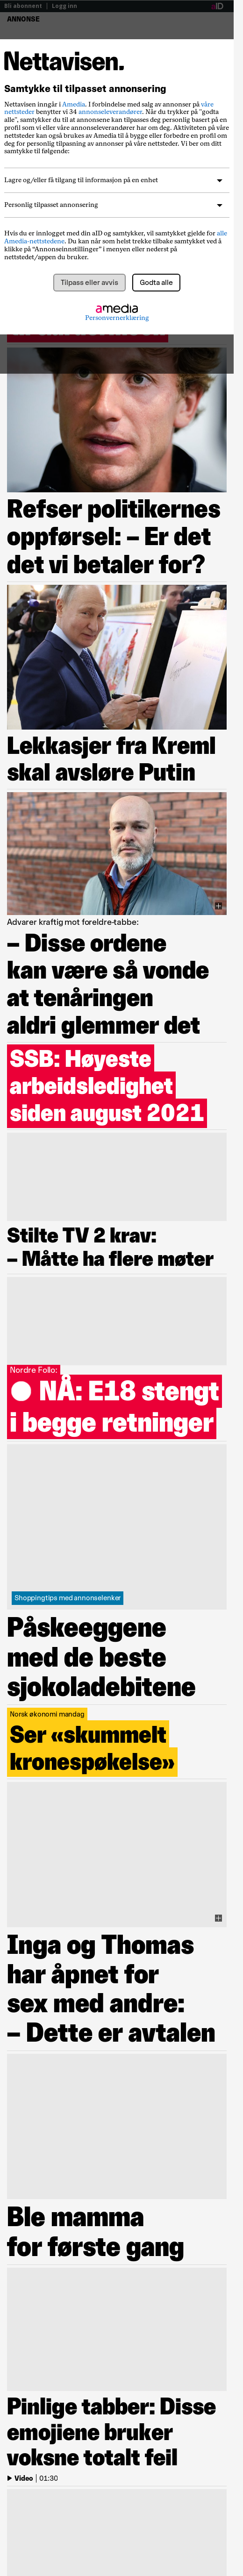 Bli abonnent | Logg inn
aID
ANNONSE
Nettavisen.
Samtykke til tilpasset annonsering
Nettavisen inngår i Amedia. I forbindelse med salg av annonser på våre
nettsteder benytter vi 34 annonseleverandører. Når du trykker på "godta
alle", samtykker du til at annonsene kan tilpasses deg personlig basert på en
profil som vi eller våre annonseleverandører har om deg. Aktiviteten på våre
nettsteder kan også brukes av Amedia til å bygge eller forbedre en profil om
deg for personlig tilpasning av annonser på våre nettsteder. Vi ber om ditt
samtykke til følgende:
Lagre og/eller få tilgang til informasjon på en enhet
Personlig tilpasset annonsering
Hvis du er innlogget med din aID og samtykker, vil samtykket gjelde for alle
Amedia-nettstedene. Du kan når som helst trekke tilbake samtykket ved å
klikke på “Annonseinnstillinger” i menyen eller nederst på
nettstedet/appen du bruker.
Tilpass eller avvis
Godta alle
amedia
Personvernerklæring
Refser politikernes
oppførsel: – Er det
det vi betaler for?
Lekkasjer fra Kreml
skal avsløre Putin
Advarer kraftig mot foreldre-tabbe:
– Disse ordene
kan være så vonde
at tenåringen
aldri glemmer det
SSB: Høyeste
arbeidsledighet
siden august 2021
Stilte TV 2 krav:
– Måtte ha flere møter
Nordre Follo:
● NÅ: E18 stengt
i begge retninger
Shoppingtips med annonselenker
Påskeeggene
med de beste
sjokoladebitene
Norsk økonomi mandag
Ser «skummelt
kronespøkelse»
Inga og Thomas
har åpnet for
sex med andre:
– Dette er avtalen
Ble mamma
for første gang
Pinlige tabber: Disse
emojiene bruker
voksne totalt feil
Video | 01:30